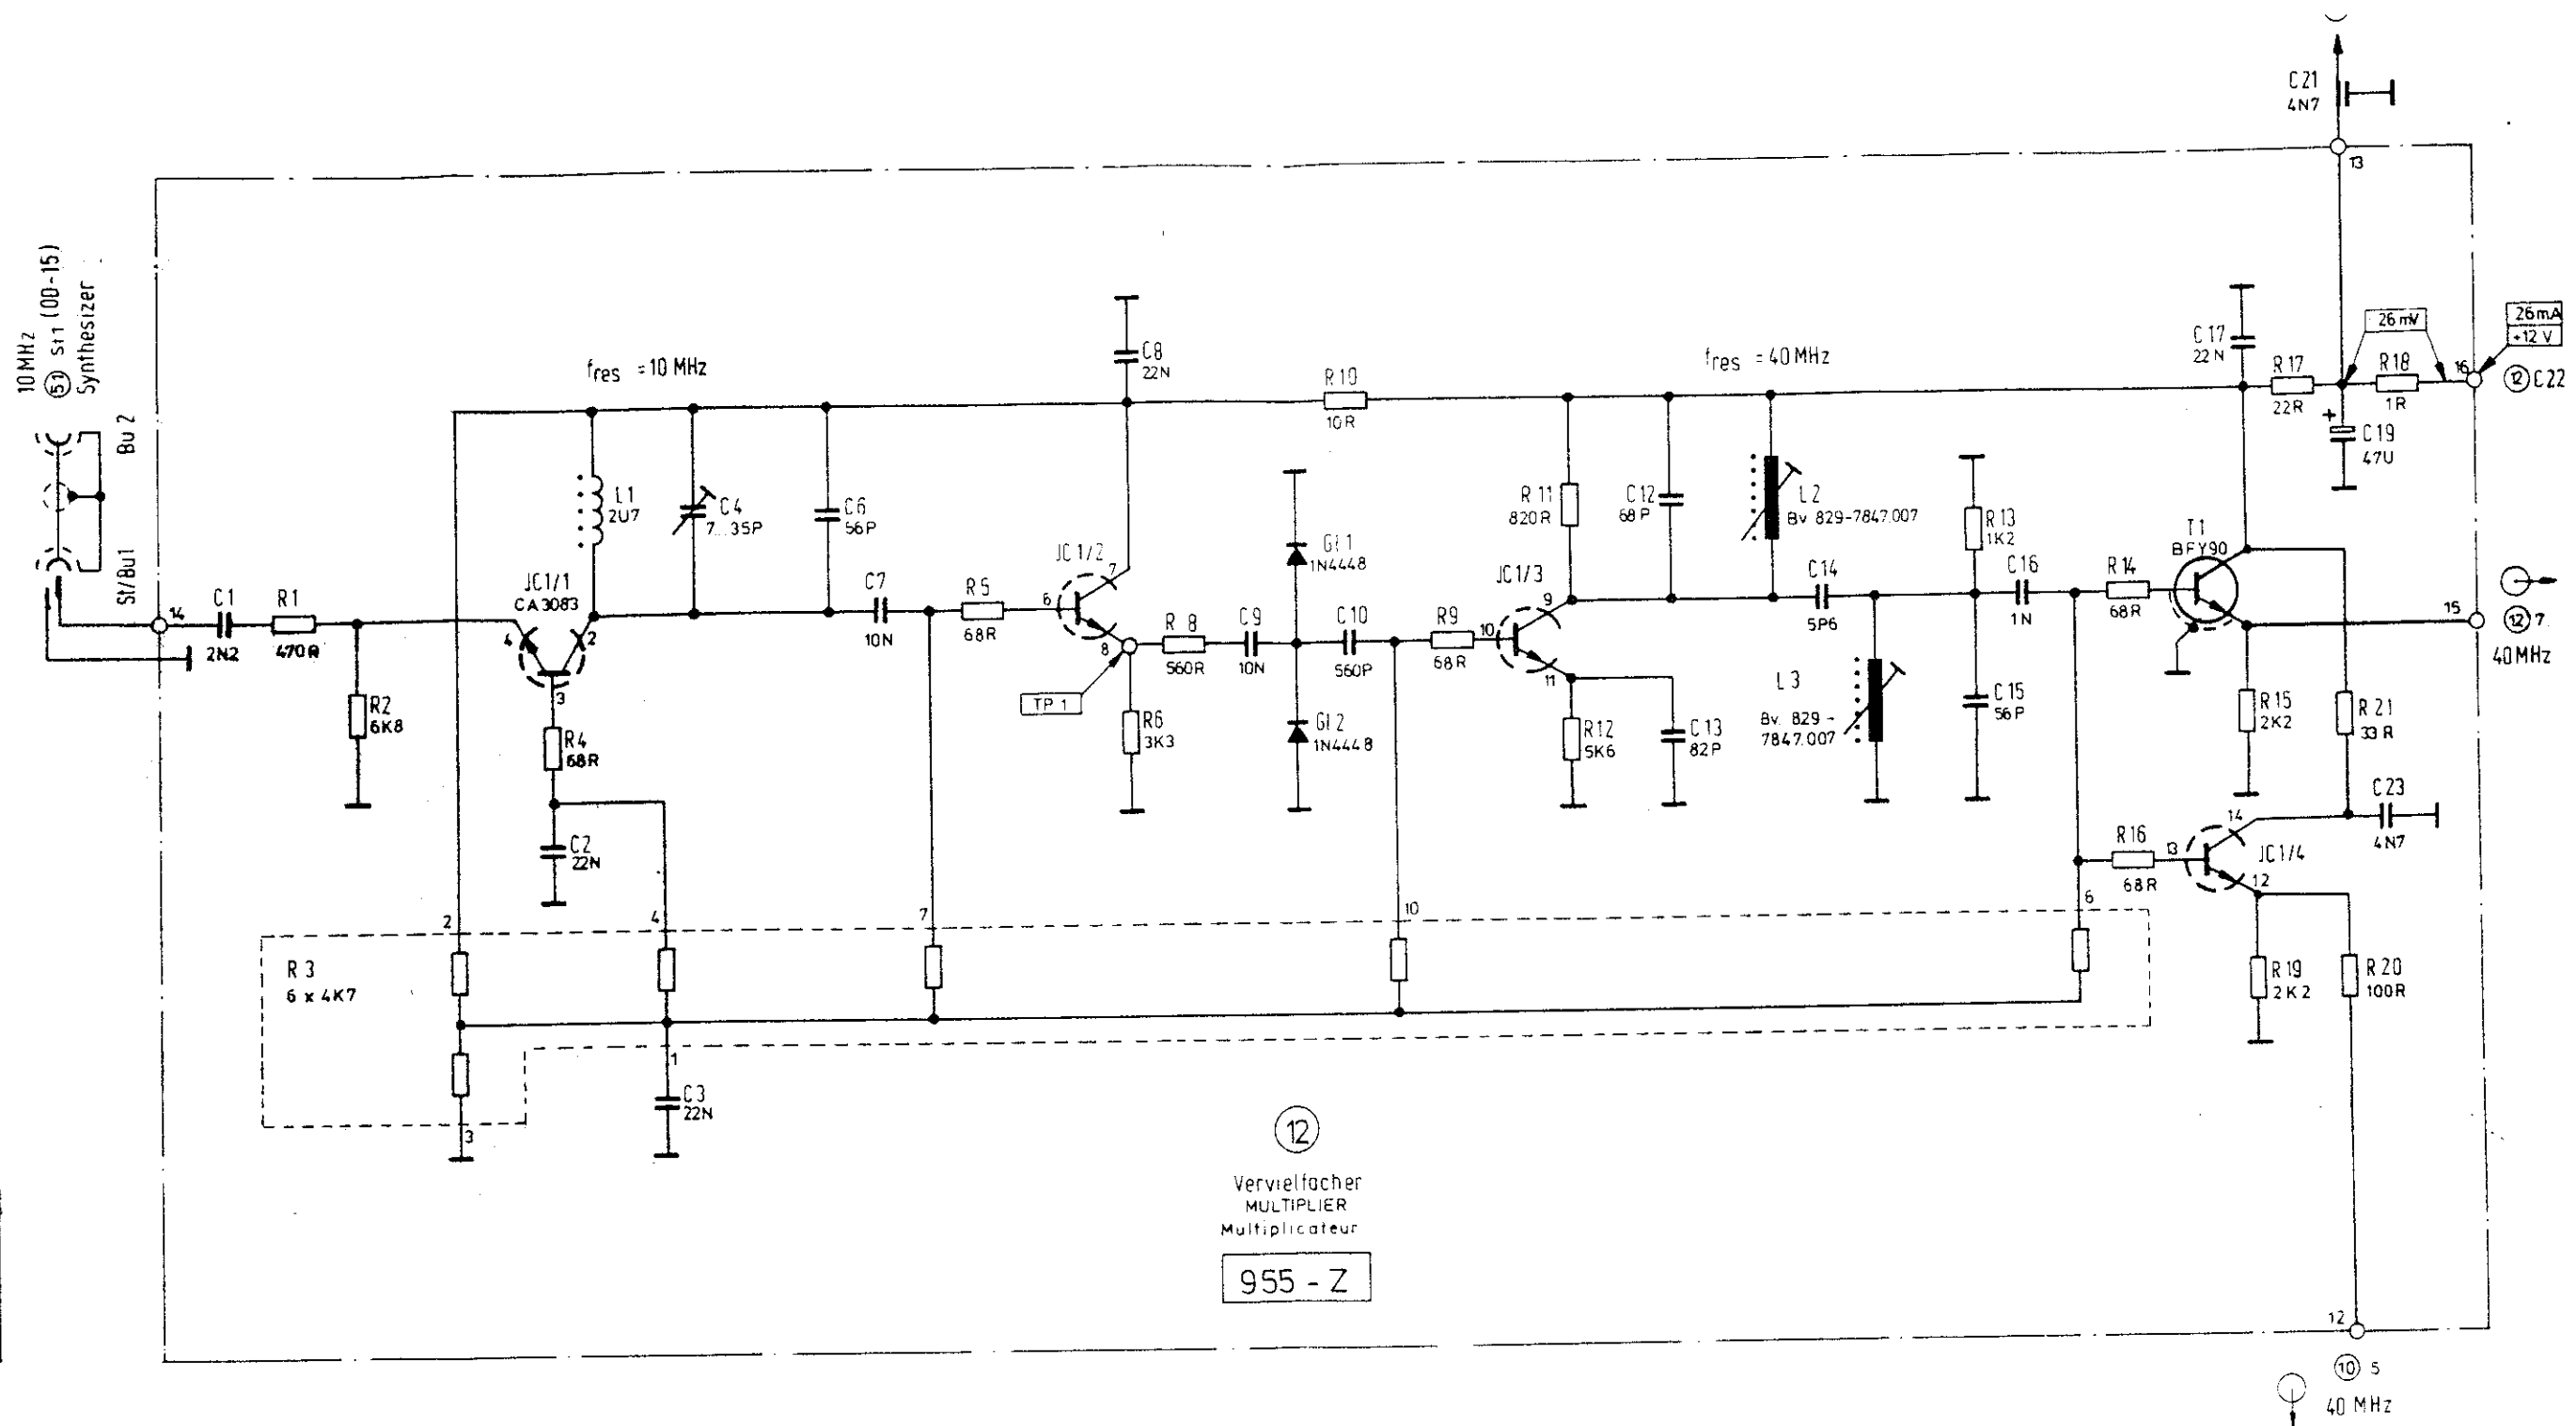 10 MHz
51 St1 (00-15)
Synthesizer
Bu 2
St/Bu1
14
C1
2N2
R1
470R
R2
6K8
fres = 10 MHz
L1
2U7
JC1/1
CA3083
4
2
3
R4
68R
C2
22N
C4
7...35P
C6
56P
C7
10N
R5
68R
C8
22N
JC1/2
6
7
8
TP 1
R6
3K3
R 8
560R
C9
10N
Gl 1
1N4448
Gl 2
1N4448
C10
560P
R9
68R
R10
10R
JC1/3
10
9
11
R11
820R
R12
5K6
C13
82P
C12
68P
fres = 40 MHz
L2
Bv 829-7847.007
C14
5P6
L3
Bv. 829 -
7847.007
R13
1K2
C15
56P
C16
1N
R14
68R
T1
BFY90
C17
22N
R17
22R
C21
4N7
13
26 mV
R18
1R
16
26mA
+12 V
12 C22
+
C19
47U
15
12 7
40MHz
R15
2K2
R 21
33R
C23
4N7
R16
68R
13
14
12
JC1/4
R19
2K2
R20
100R
2
4
7
10
6
R 3
6 x 4K7
1
3
C3
22N
12
Vervielfacher
MULTIPLIER
Multiplicateur
955 - Z
12
10 5
40 MHz